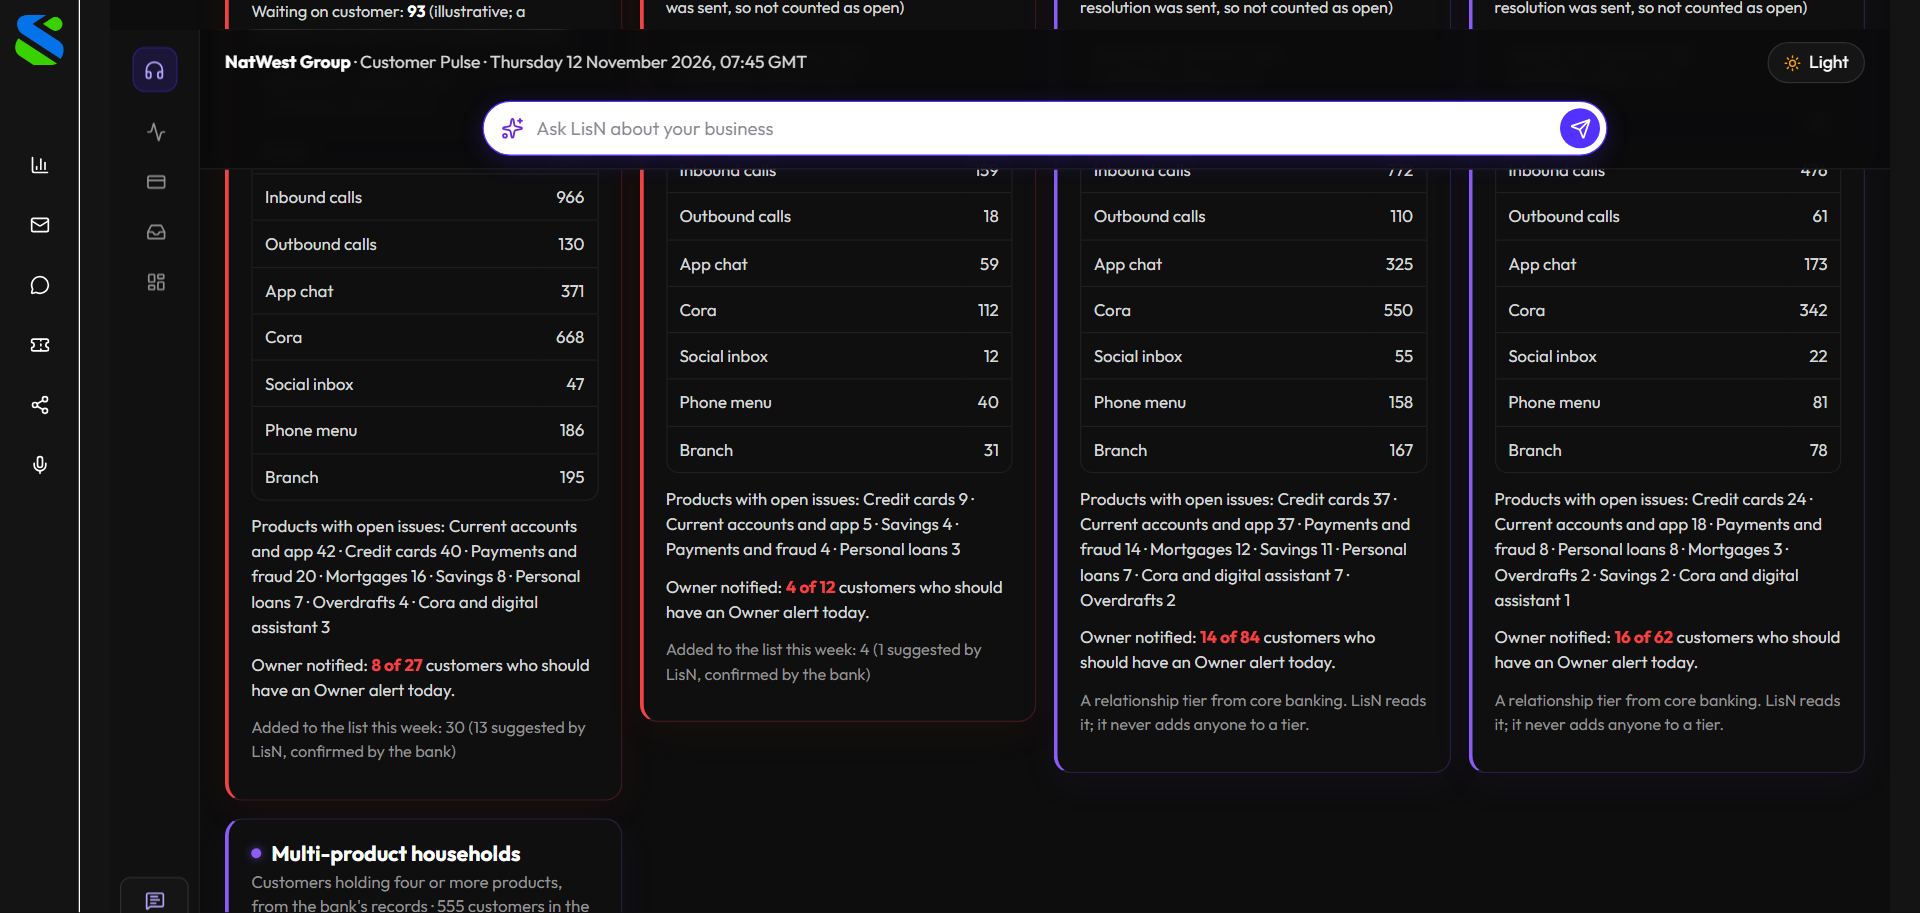 Waiting on customer: 93 (illustrative; a
was sent, so not counted as open)
resolution was sent, so not counted as open)
resolution was sent, so not counted as open)
NatWest Group · Customer Pulse · Thursday 12 November 2026, 07:45 GMT
Light
Ask LisN about your business
Inbound calls 966
Outbound calls 130
App chat 371
Cora 668
Social inbox 47
Phone menu 186
Branch 195
Products with open issues: Current accounts
and app 42 · Credit cards 40 · Payments and
fraud 20 · Mortgages 16 · Savings 8 · Personal
loans 7 · Overdrafts 4 · Cora and digital
assistant 3
Owner notified: 8 of 27 customers who should
have an Owner alert today.
Added to the list this week: 30 (13 suggested by
LisN, confirmed by the bank)
Inbound calls 159
Outbound calls 18
App chat 59
Cora 112
Social inbox 12
Phone menu 40
Branch 31
Products with open issues: Credit cards 9 ·
Current accounts and app 5 · Savings 4 ·
Payments and fraud 4 · Personal loans 3
Owner notified: 4 of 12 customers who should
have an Owner alert today.
Added to the list this week: 4 (1 suggested by
LisN, confirmed by the bank)
Inbound calls 772
Outbound calls 110
App chat 325
Cora 550
Social inbox 55
Phone menu 158
Branch 167
Products with open issues: Credit cards 37 ·
Current accounts and app 37 · Payments and
fraud 14 · Mortgages 12 · Savings 11 · Personal
loans 7 · Cora and digital assistant 7 ·
Overdrafts 2
Owner notified: 14 of 84 customers who
should have an Owner alert today.
A relationship tier from core banking. LisN reads
it; it never adds anyone to a tier.
Inbound calls
Outbound calls 61
App chat 173
Cora 342
Social inbox 22
Phone menu 81
Branch 78
Products with open issues: Credit cards 24 ·
Current accounts and app 18 · Payments and
fraud 8 · Personal loans 8 · Mortgages 3 ·
Overdrafts 2 · Savings 2 · Cora and digital
assistant 1
Owner notified: 16 of 62 customers who should
have an Owner alert today.
A relationship tier from core banking. LisN reads
it; it never adds anyone to a tier.
Multi-product households
Customers holding four or more products,
from the bank's records · 555 customers in the